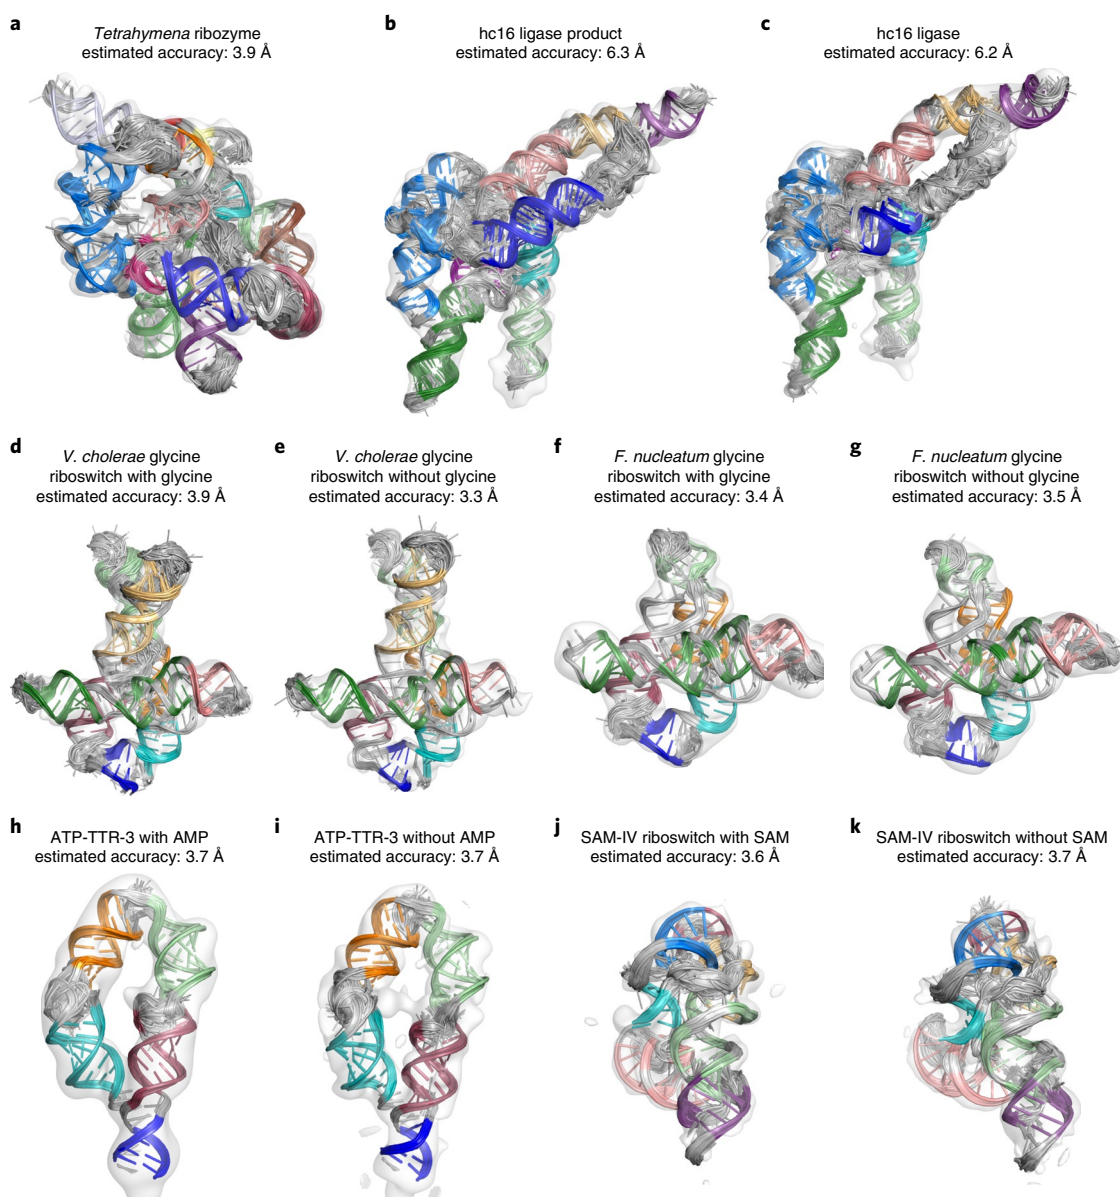 a
Tetrahymena ribozyme
estimated accuracy: 3.9 Å
b
hc16 ligase product
estimated accuracy: 6.3 Å
c
hc16 ligase
estimated accuracy: 6.2 Å
d
V. cholerae glycine
riboswitch with glycine
estimated accuracy: 3.9 Å
e
V. cholerae glycine
riboswitch without glycine
estimated accuracy: 3.3 Å
f
F. nucleatum glycine
riboswitch with glycine
estimated accuracy: 3.4 Å
g
F. nucleatum glycine
riboswitch without glycine
estimated accuracy: 3.5 Å
h
ATP-TTR-3 with AMP
estimated accuracy: 3.7 Å
i
ATP-TTR-3 without AMP
estimated accuracy: 3.7 Å
j
SAM-IV riboswitch with SAM
estimated accuracy: 3.6 Å
k
SAM-IV riboswitch without SAM
estimated accuracy: 3.7 Å